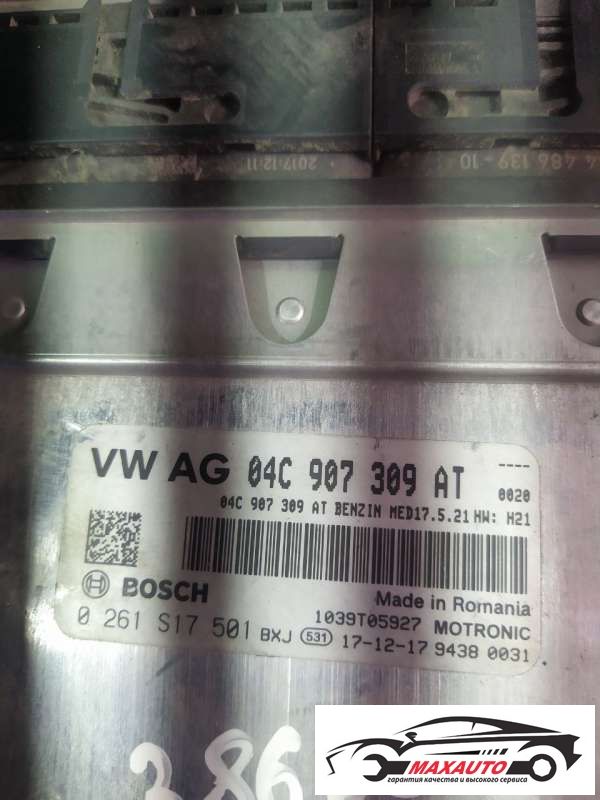 2017-12-11
486 139-10
VW AG 04C 907 309 AT ----
0020
04C 907 309 AT BENZIN MED17.5.21 HW: H21
BOSCH
Made in Romania
1039T05927 MOTRONIC
0 261 S17 501 BXJ 531 17-12-17 9438 0031
386
MAXAUTO
гарантия качества и высокого сервиса